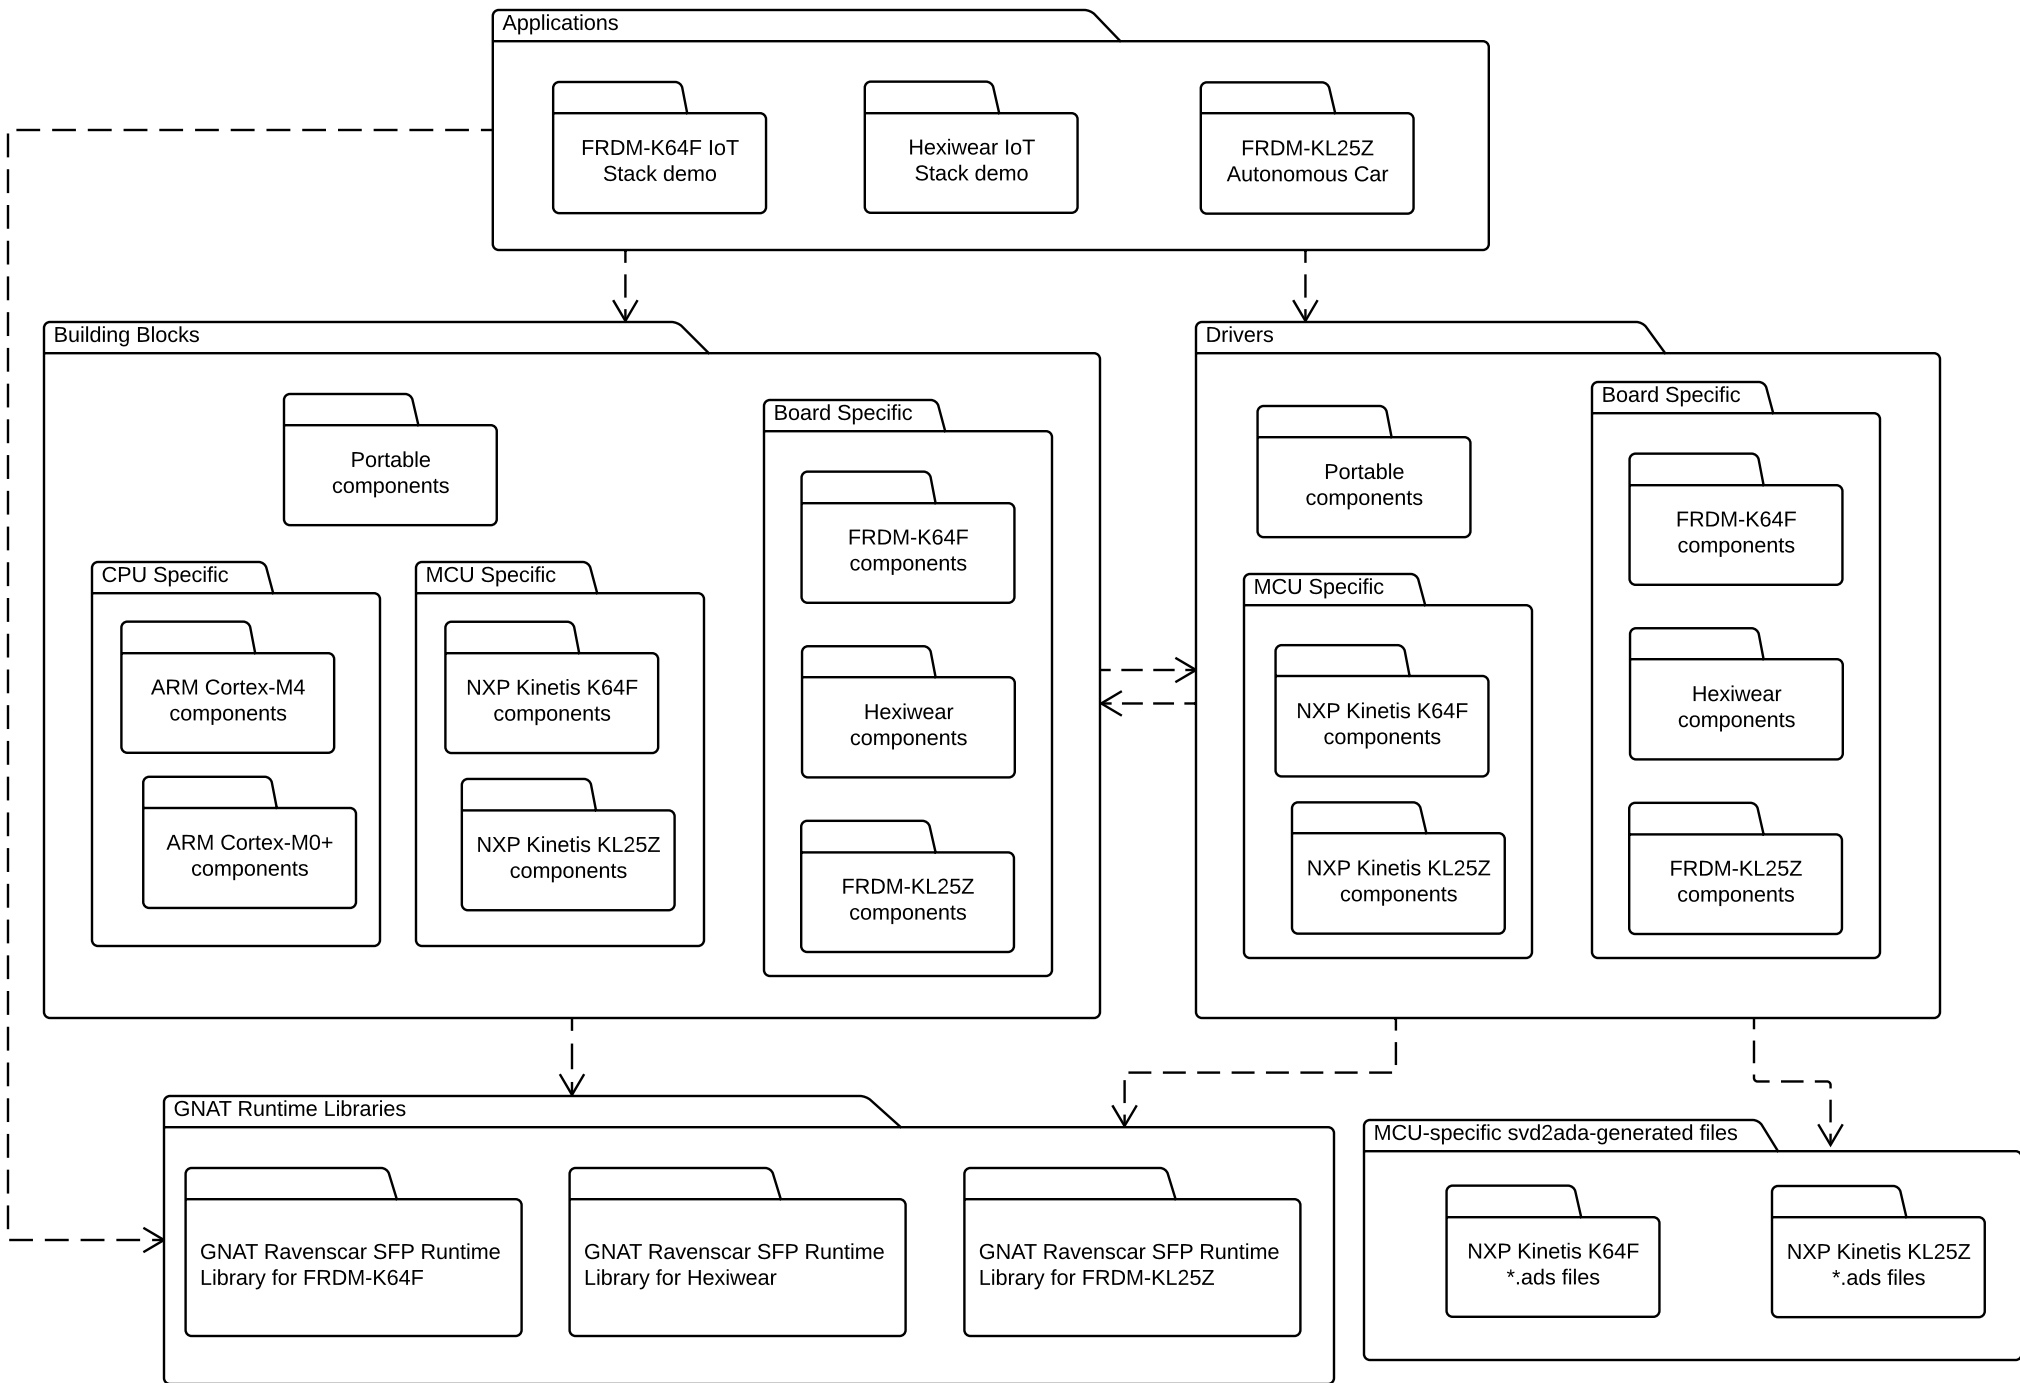 Applications
FRDM-K64F IoT
Stack demo
Hexiwear IoT
Stack demo
FRDM-KL25Z
Autonomous Car
Building Blocks
Portable
components
CPU Specific
ARM Cortex-M4
components
ARM Cortex-M0+
components
MCU Specific
NXP Kinetis K64F
components
NXP Kinetis KL25Z
components
Board Specific
FRDM-K64F
components
Hexiwear
components
FRDM-KL25Z
components
Drivers
Portable
components
MCU Specific
NXP Kinetis K64F
components
NXP Kinetis KL25Z
components
Board Specific
FRDM-K64F
components
Hexiwear
components
FRDM-KL25Z
components
GNAT Runtime Libraries
GNAT Ravenscar SFP Runtime
Library for FRDM-K64F
GNAT Ravenscar SFP Runtime
Library for Hexiwear
GNAT Ravenscar SFP Runtime
Library for FRDM-KL25Z
MCU-specific svd2ada-generated files
NXP Kinetis K64F
*.ads files
NXP Kinetis KL25Z
*.ads files